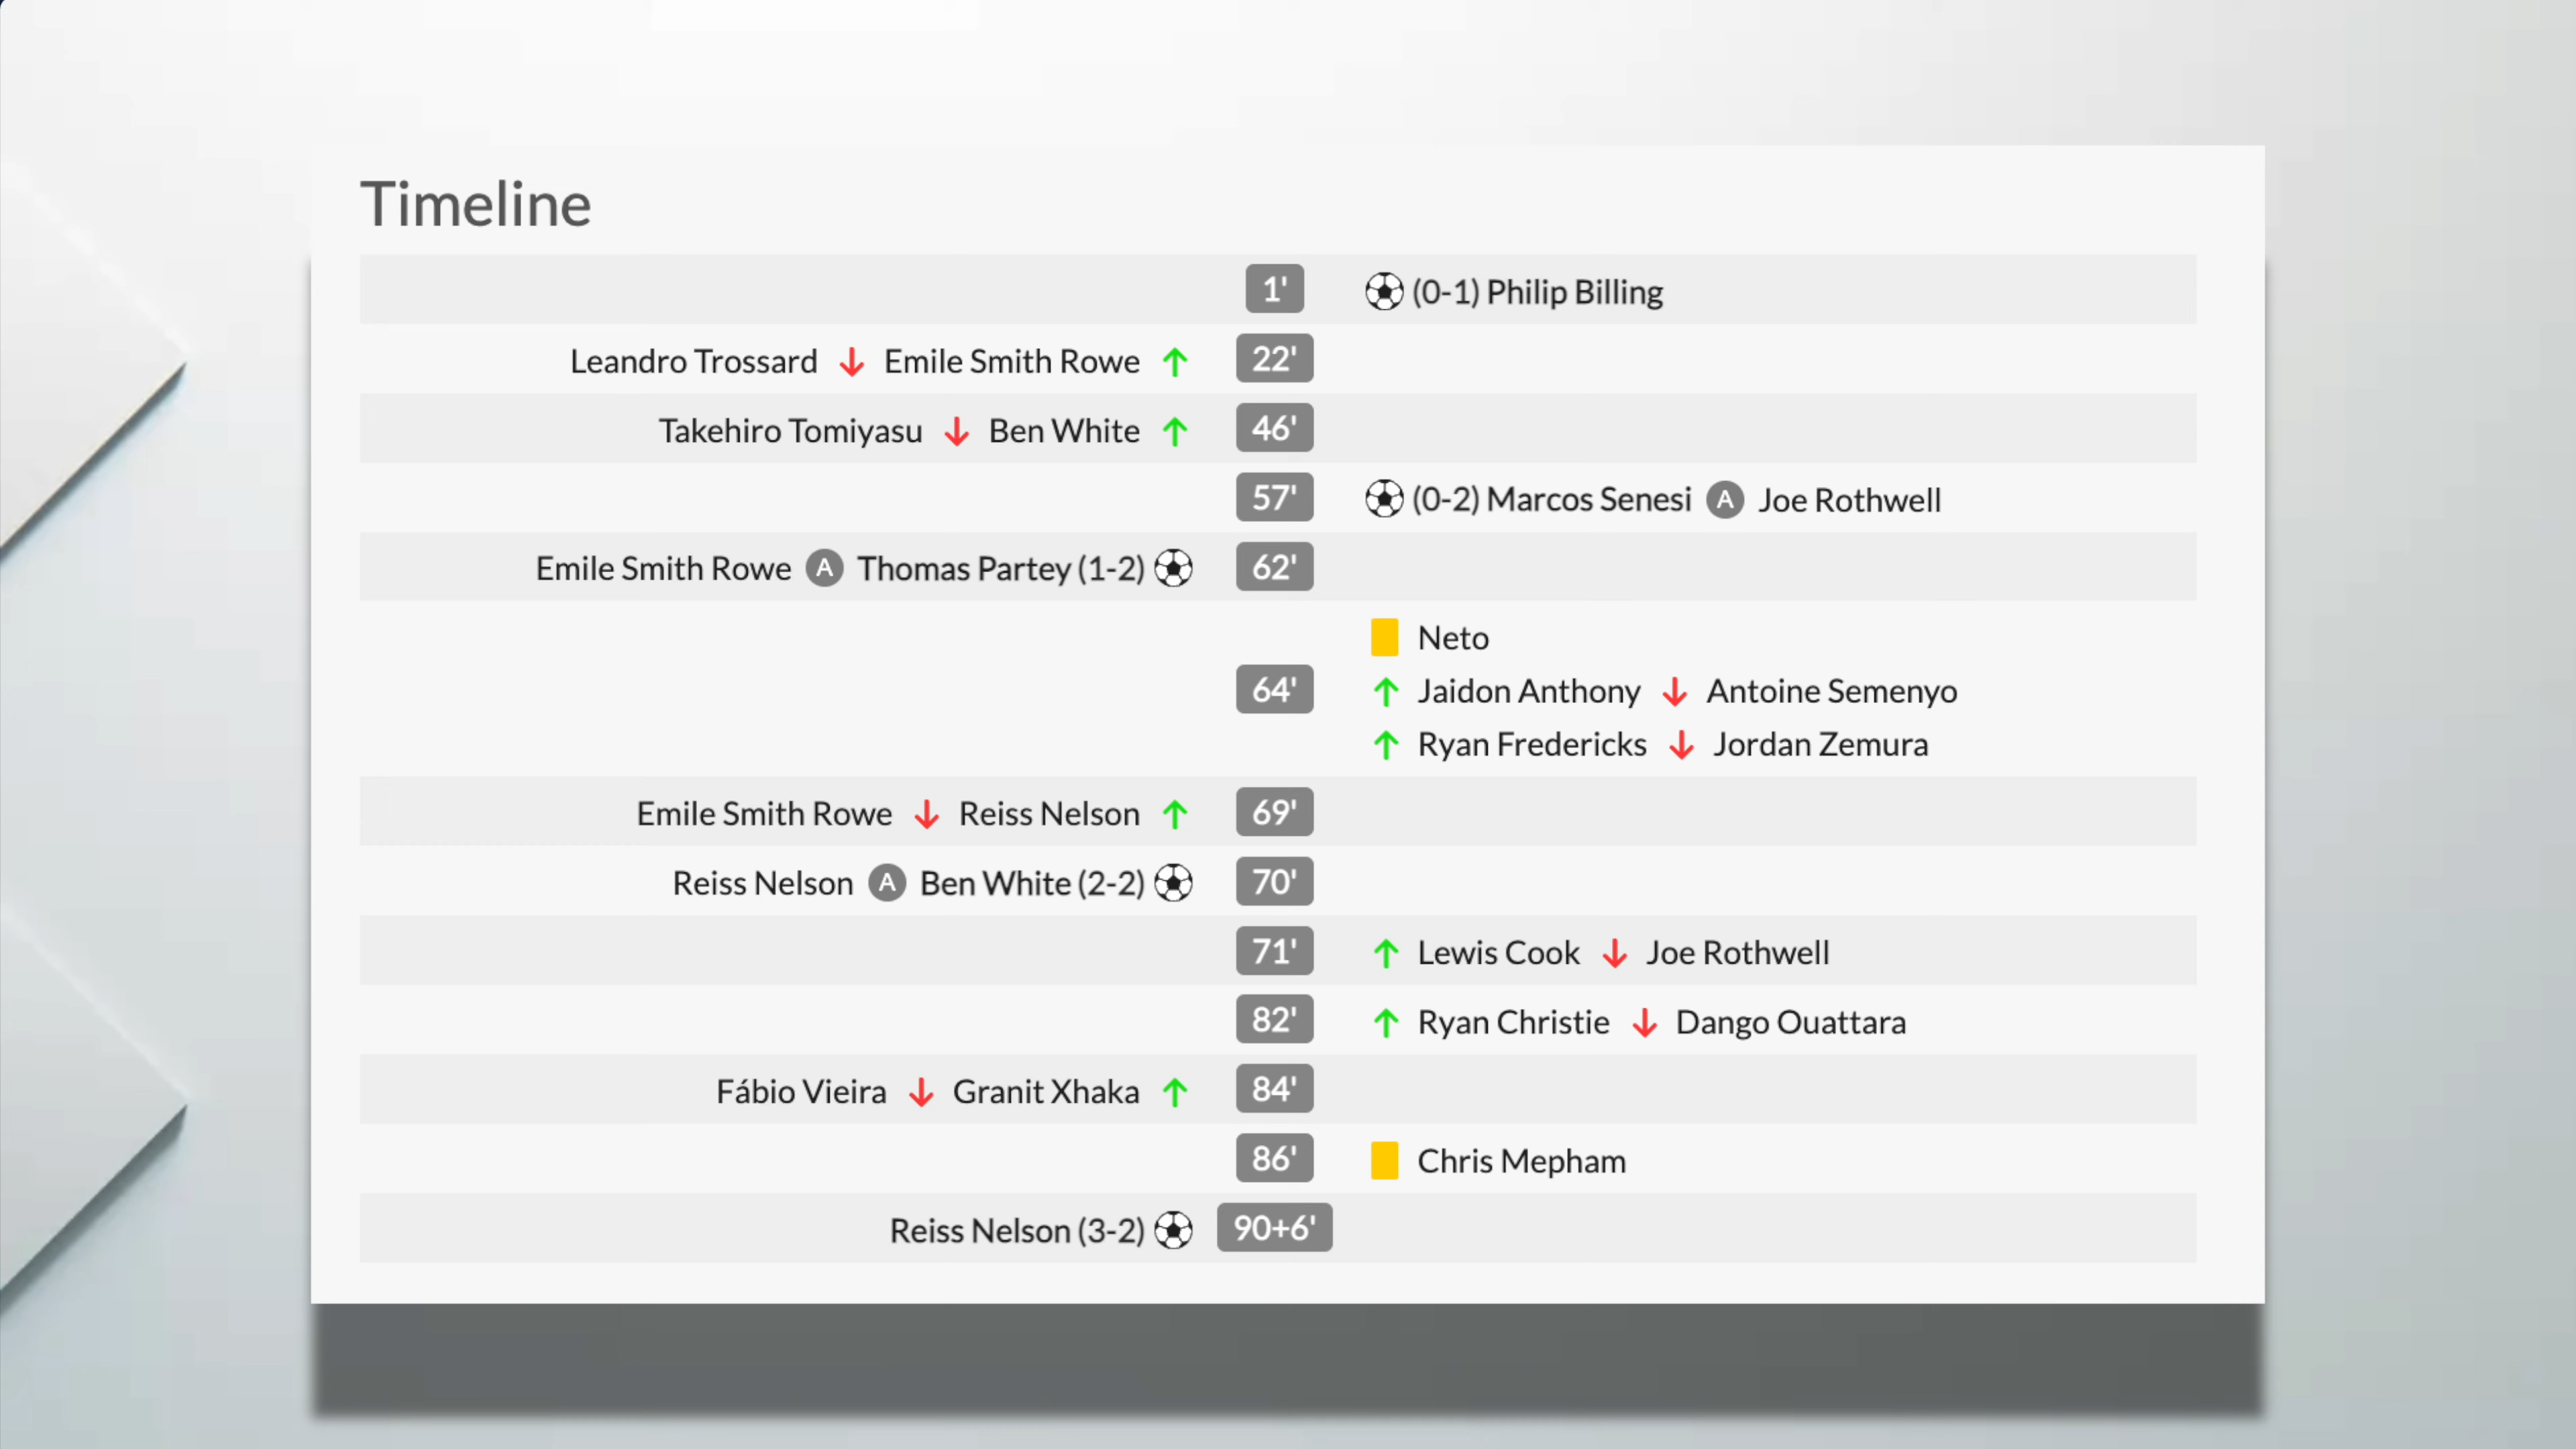 Timeline
1' (0-1) Philip Billing
Leandro Trossard Emile Smith Rowe 22'
Takehiro Tomiyasu Ben White 46'
57' (0-2) Marcos Senesi A Joe Rothwell
Emile Smith Rowe A Thomas Partey (1-2) 62'
Neto
64' Jaidon Anthony Antoine Semenyo
Ryan Fredericks Jordan Zemura
Emile Smith Rowe Reiss Nelson 69'
Reiss Nelson A Ben White (2-2) 70'
71' Lewis Cook Joe Rothwell
82' Ryan Christie Dango Ouattara
Fábio Vieira Granit Xhaka 84'
86' Chris Mepham
Reiss Nelson (3-2) 90+6'